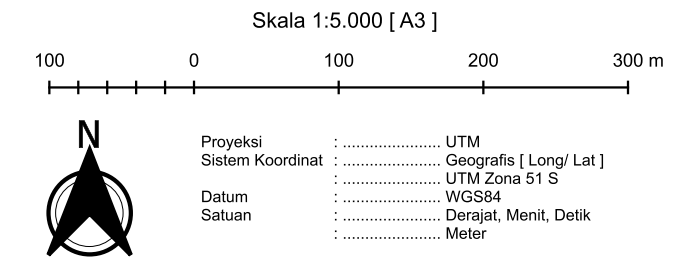 Skala 1:5.000 [ A3 ]
100 0 100 200 300 m
N
Proyeksi : ...................... UTM
Sistem Koordinat : ...................... Geografis [ Long/ Lat ]
: ...................... UTM Zona 51 S
Datum : ...................... WGS84
Satuan : ...................... Derajat, Menit, Detik
: ...................... Meter